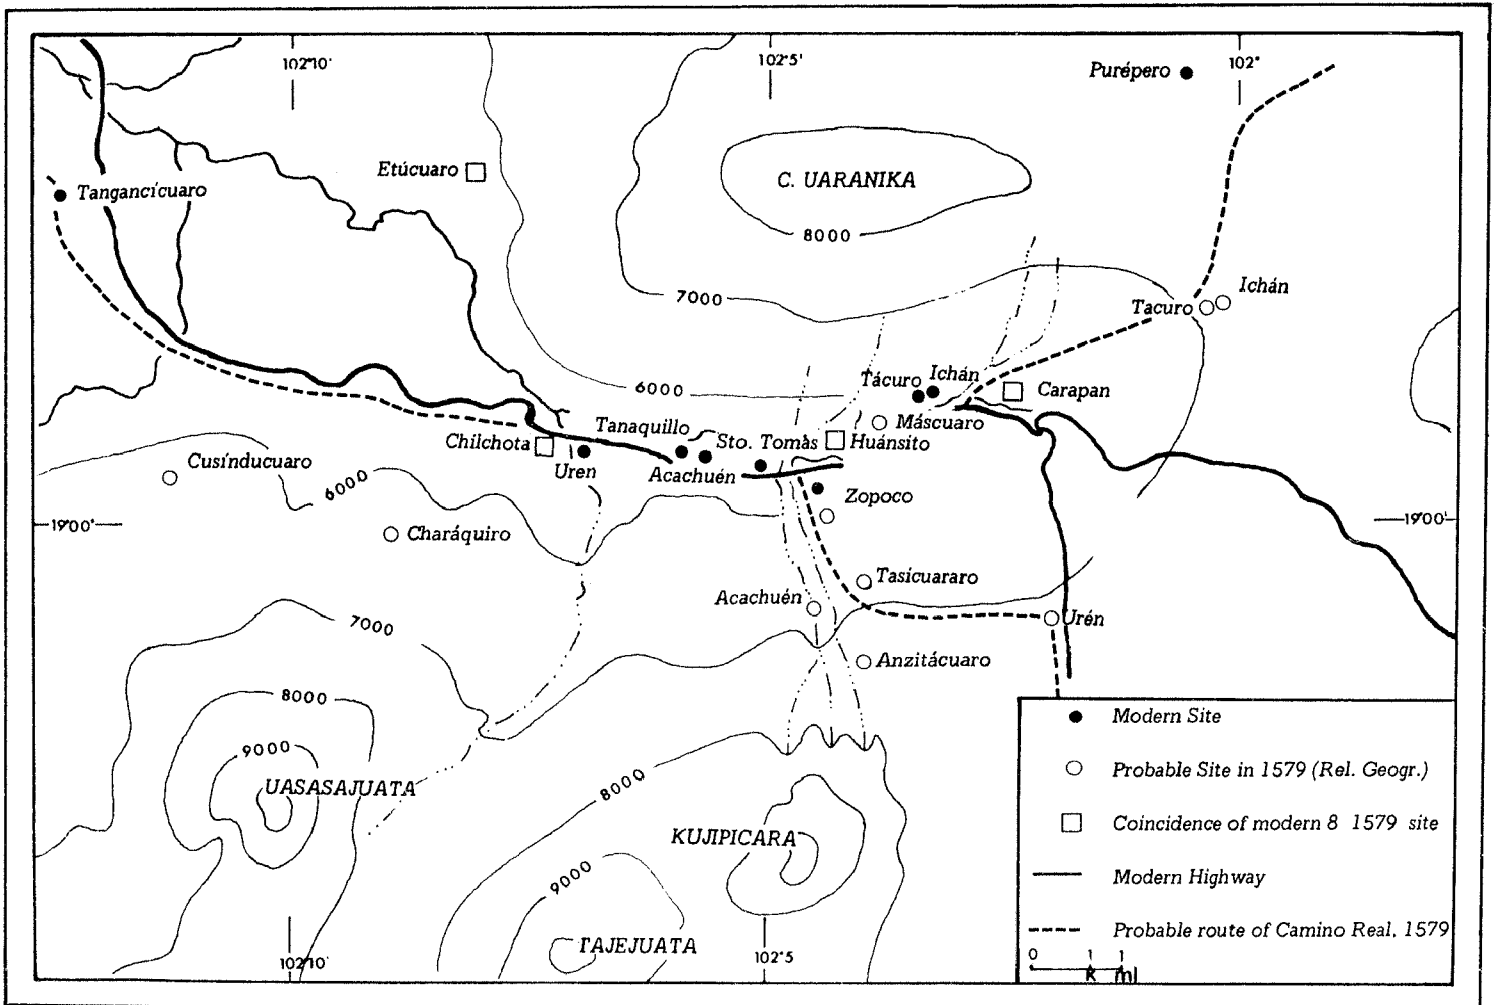 102°10'
102°5'
102°
Purépero
Etúcuaro
Tangancícuaro
C. UARANIKA
8000
7000
Ichán
Tacuro
6000
Tácuro
Ichán
Carapan
Máscuaro
Tanaquillo
Chilchota
Sto. Tomàs
Huánsito
Cusínducuaro
Uren
Acachuén
6000
Zopoco
19°00'
19°00'
Charáquiro
Tasicuararo
Acachuén
Urén
7000
Anzitácuaro
8000
9000
UASASAJUATA
8000
KUJIPICARA
9000
TAJEJUATA
102°10'
102°5
Modern Site
Probable Site in 1579 (Rel. Geogr.)
Coincidence of modern 8 1579 site
Modern Highway
Probable route of Camino Real, 1579
0 1 1
k ml